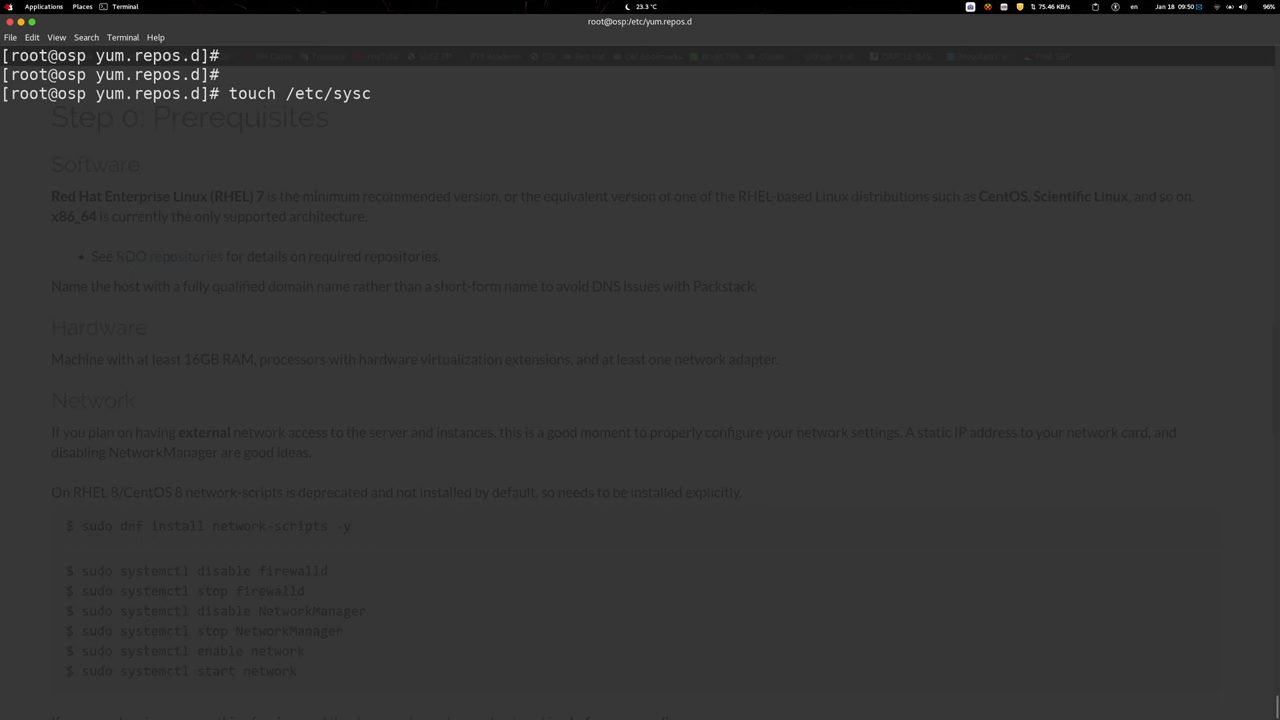 Applications Places Terminal 23.3 °C 75.46 KB/s en Jan 18 09:50 96%
root@osp:/etc/yum.repos.d
File Edit View Search Terminal Help
[root@osp yum.repos.d]#
[root@osp yum.repos.d]#
[root@osp yum.repos.d]# touch /etc/sysc
Step 0: Prerequisites
Software
Red Hat Enterprise Linux (RHEL) 7 is the minimum recommended version, or the equivalent version of one of the RHEL-based Linux distributions such as CentOS, Scientific Linux, and so on.
x86_64 is currently the only supported architecture.
• See RDO repositories for details on required repositories.
Name the host with a fully qualified domain name rather than a short-form name to avoid DNS issues with Packstack.
Hardware
Machine with at least 16GB RAM, processors with hardware virtualization extensions, and at least one network adapter.
Network
If you plan on having external network access to the server and instances, this is a good moment to properly configure your network settings. A static IP address to your network card, and
disabling NetworkManager are good ideas.
On RHEL 8/CentOS 8 network-scripts is deprecated and not installed by default, so needs to be installed explicitly.
$ sudo dnf install network-scripts -y
$ sudo systemctl disable firewalld
$ sudo systemctl stop firewalld
$ sudo systemctl disable NetworkManager
$ sudo systemctl stop NetworkManager
$ sudo systemctl enable network
$ sudo systemctl start network